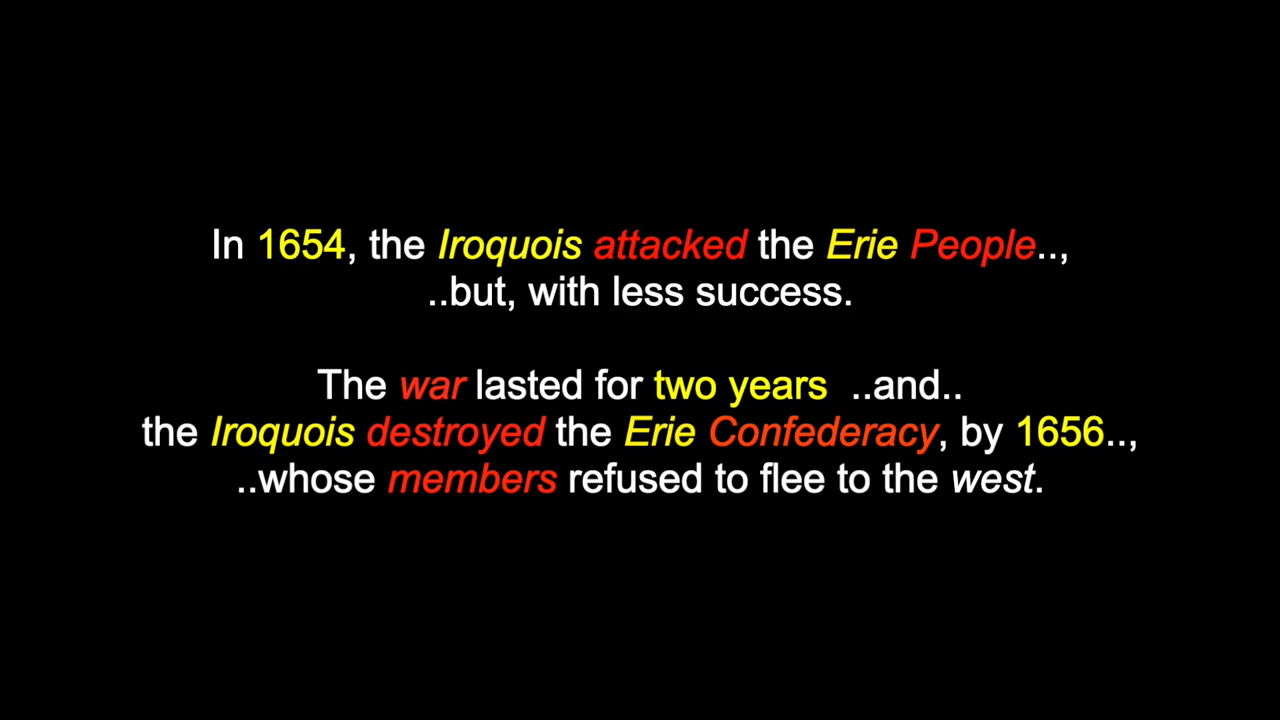 In 1654, the Iroquois attacked the Erie People..,
..but, with less success.
The war lasted for two years ..and..
the Iroquois destroyed the Erie Confederacy, by 1656..,
..whose members refused to flee to the west.